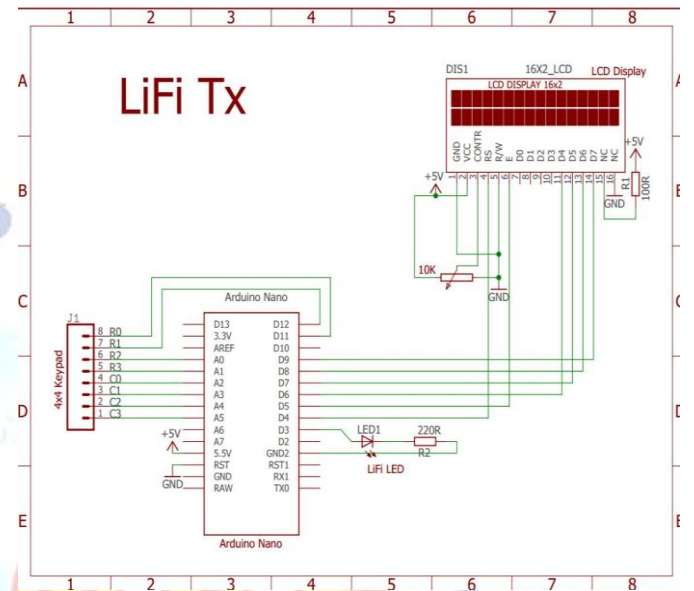 1 2 3 4 5 6 7 8
A A
LiFi Tx
DIS1 16X2_LCD LCD Display
LCD DISPLAY 16x2
GND VCC CONTR RS R/W E D0 D1 D2 D3 D4 D5 D6 D7 NC NC
1 2 3 4 5 6 7 8 9 10 11 12 13 14 15 16
+5V
+5V
R1 100R
GND
B B
10K
GND
C C
Arduino Nano
J1
4x4 Keypad
8 R0
7 R1
6 R2
5 R3
4 C0
3 C1
2 C2
1 C3
D13 D12
3.3V D11
AREF D10
A0 D9
A1 D8
A2 D7
A3 D6
A4 D5
A5 D4
A6 D3
A7 D2
5.5V GND2
RST RST1
GND RX1
RAW TX0
D D
+5V
GND
LED1 220R
R2
LiFi LED
Arduino Nano
E E
1 2 3 4 5 6 7 8